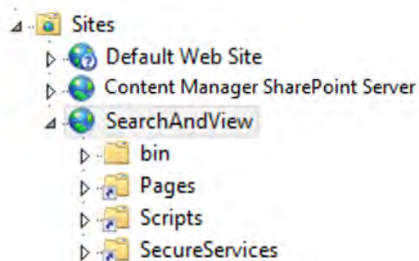 Sites
Default Web Site
Content Manager SharePoint Server
SearchAndView
bin
Pages
Scripts
SecureServices